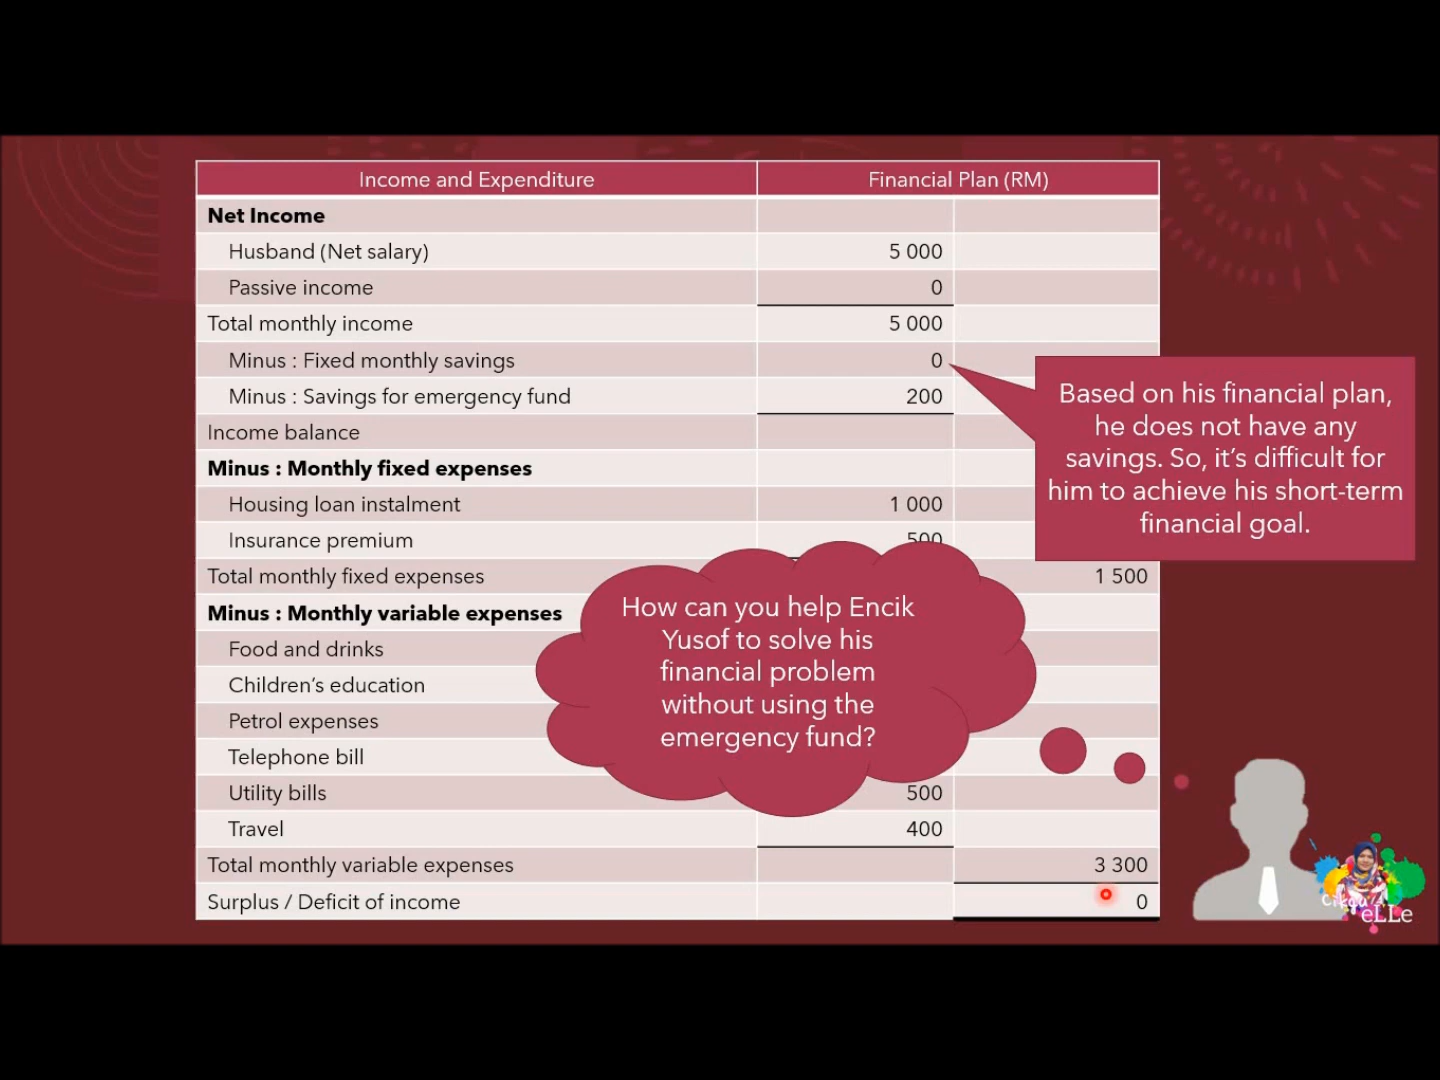 Income and Expenditure Financial Plan (RM)
Net Income
Husband (Net salary) 5 000
Passive income 0
Total monthly income 5 000
Minus : Fixed monthly savings 0
Minus : Savings for emergency fund 200
Income balance
Minus : Monthly fixed expenses
Housing loan instalment 1 000
Insurance premium 500
Total monthly fixed expenses 1 500
Minus : Monthly variable expenses
Food and drinks
Children's education
Petrol expenses
Telephone bill
Utility bills 500
Travel 400
Total monthly variable expenses 3 300
Surplus / Deficit of income 0
Based on his financial plan,
he does not have any
savings. So, it's difficult for
him to achieve his short-term
financial goal.
How can you help Encik
Yusof to solve his
financial problem
without using the
emergency fund?
eLLe